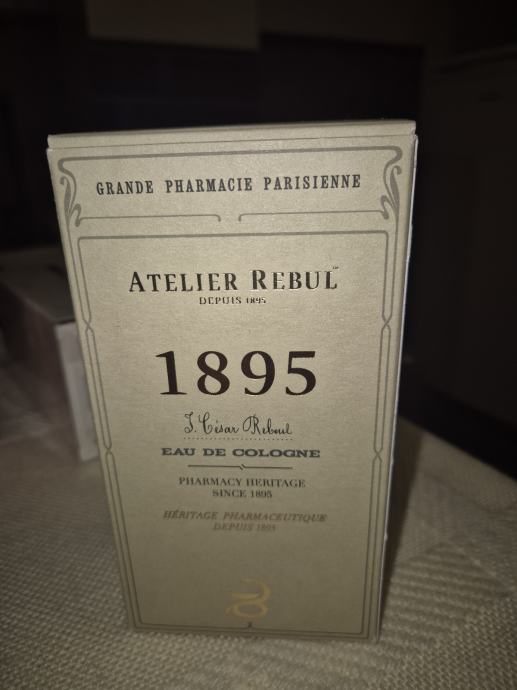 GRANDE PHARMACIE PARISIENNE
ATELIER REBUL™
DEPUIS 1895
1895
J. César Reboul
EAU DE COLOGNE
PHARMACY HERITAGE
SINCE 1895
HÉRITAGE PHARMACEUTIQUE
DEPUIS 1895